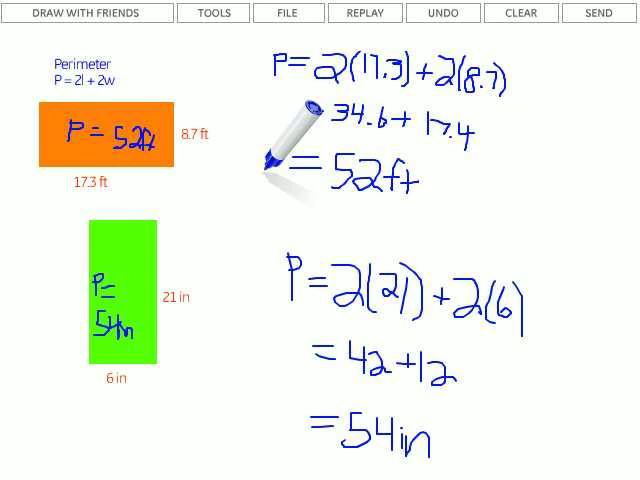 DRAW WITH FRIENDS TOOLS FILE REPLAY UNDO CLEAR SEND
Perimeter
P = 2l + 2w
P = 52ft
8.7 ft
17.3 ft
P = 2(17.3) + 2(8.7)
34.6 + 17.4
= 52ft
P =
54in
21 in
6 in
P = 2(21) + 2(6)
= 42 + 12
= 54in